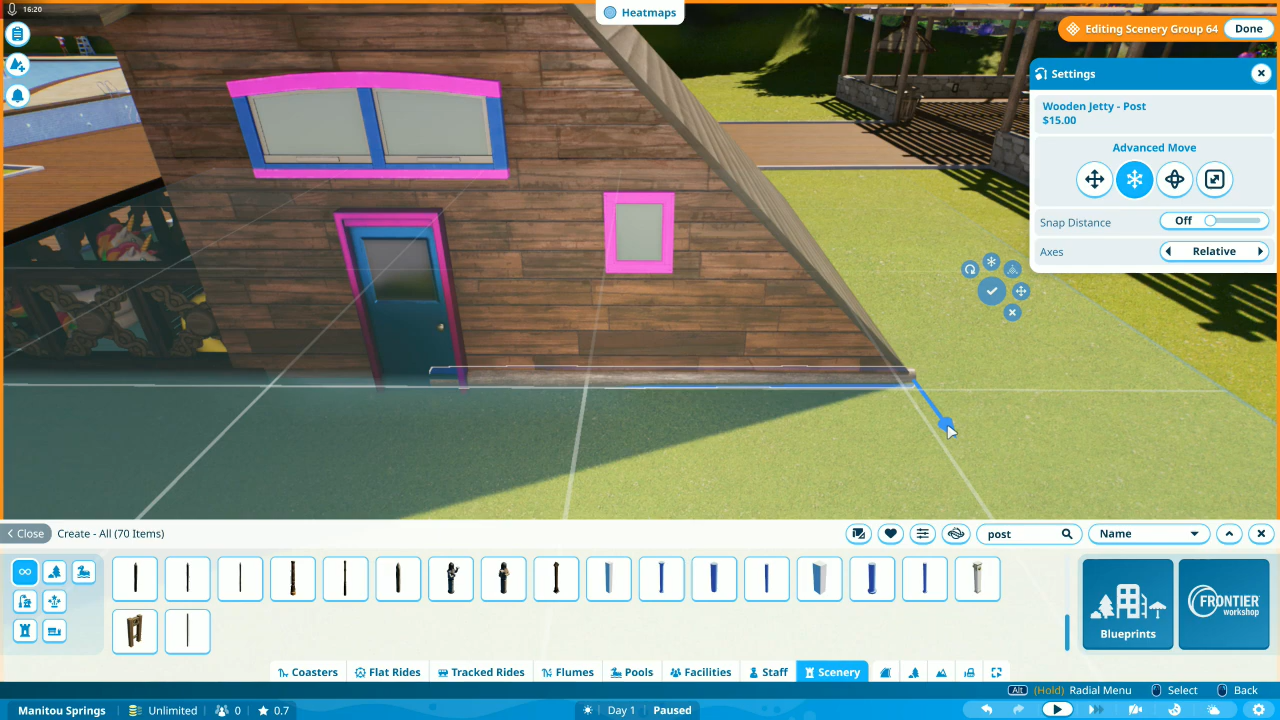 16:20
Heatmaps
Editing Scenery Group 64
Done
Settings
Wooden Jetty - Post
$15.00
Advanced Move
Snap Distance
Off
Axes
Relative
Close
Create - All (70 Items)
post
Name
Blueprints
FRONTIER
workshop
Coasters
Flat Rides
Tracked Rides
Flumes
Pools
Facilities
Staff
Scenery
Alt
(Hold)
Radial Menu
Select
Back
Manitou Springs
Unlimited
0
0.7
Day 1
Paused